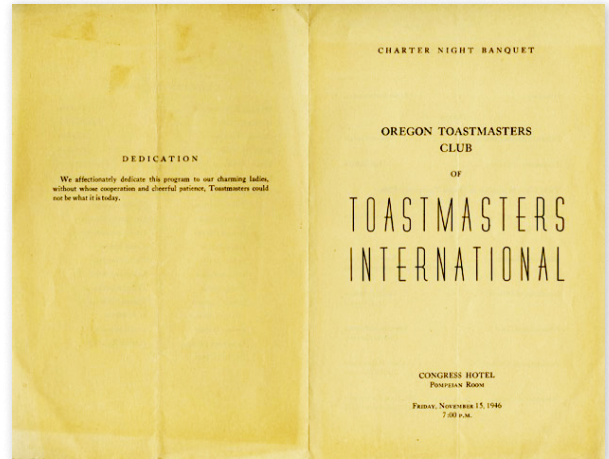 DEDICATION
We affectionately dedicate this program to our charming ladies,
without whose cooperation and cheerful patience, Toastmasters could
not be what it is today.
CHARTER NIGHT BANQUET
OREGON TOASTMASTERS
CLUB
OF
TOASTMASTERS
INTERNATIONAL
CONGRESS HOTEL
POMPEIAN ROOM
FRIDAY, NOVEMBER 15, 1946
7:00 P.M.